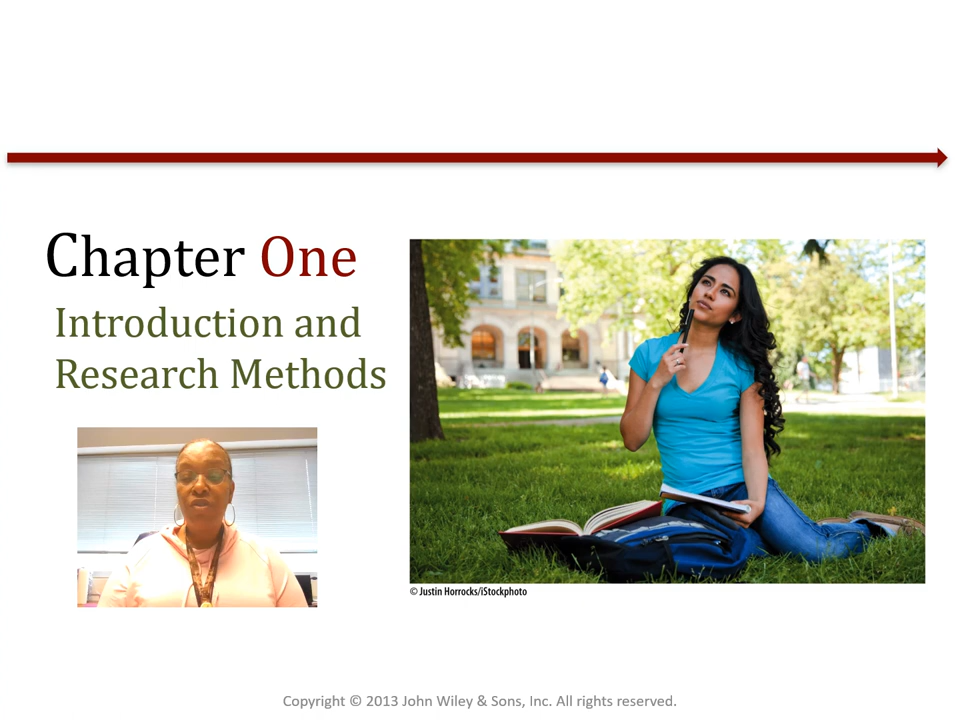 Chapter One
Introduction and
Research Methods
© Justin Horrocks/iStockphoto
Copyright © 2013 John Wiley & Sons, Inc. All rights reserved.